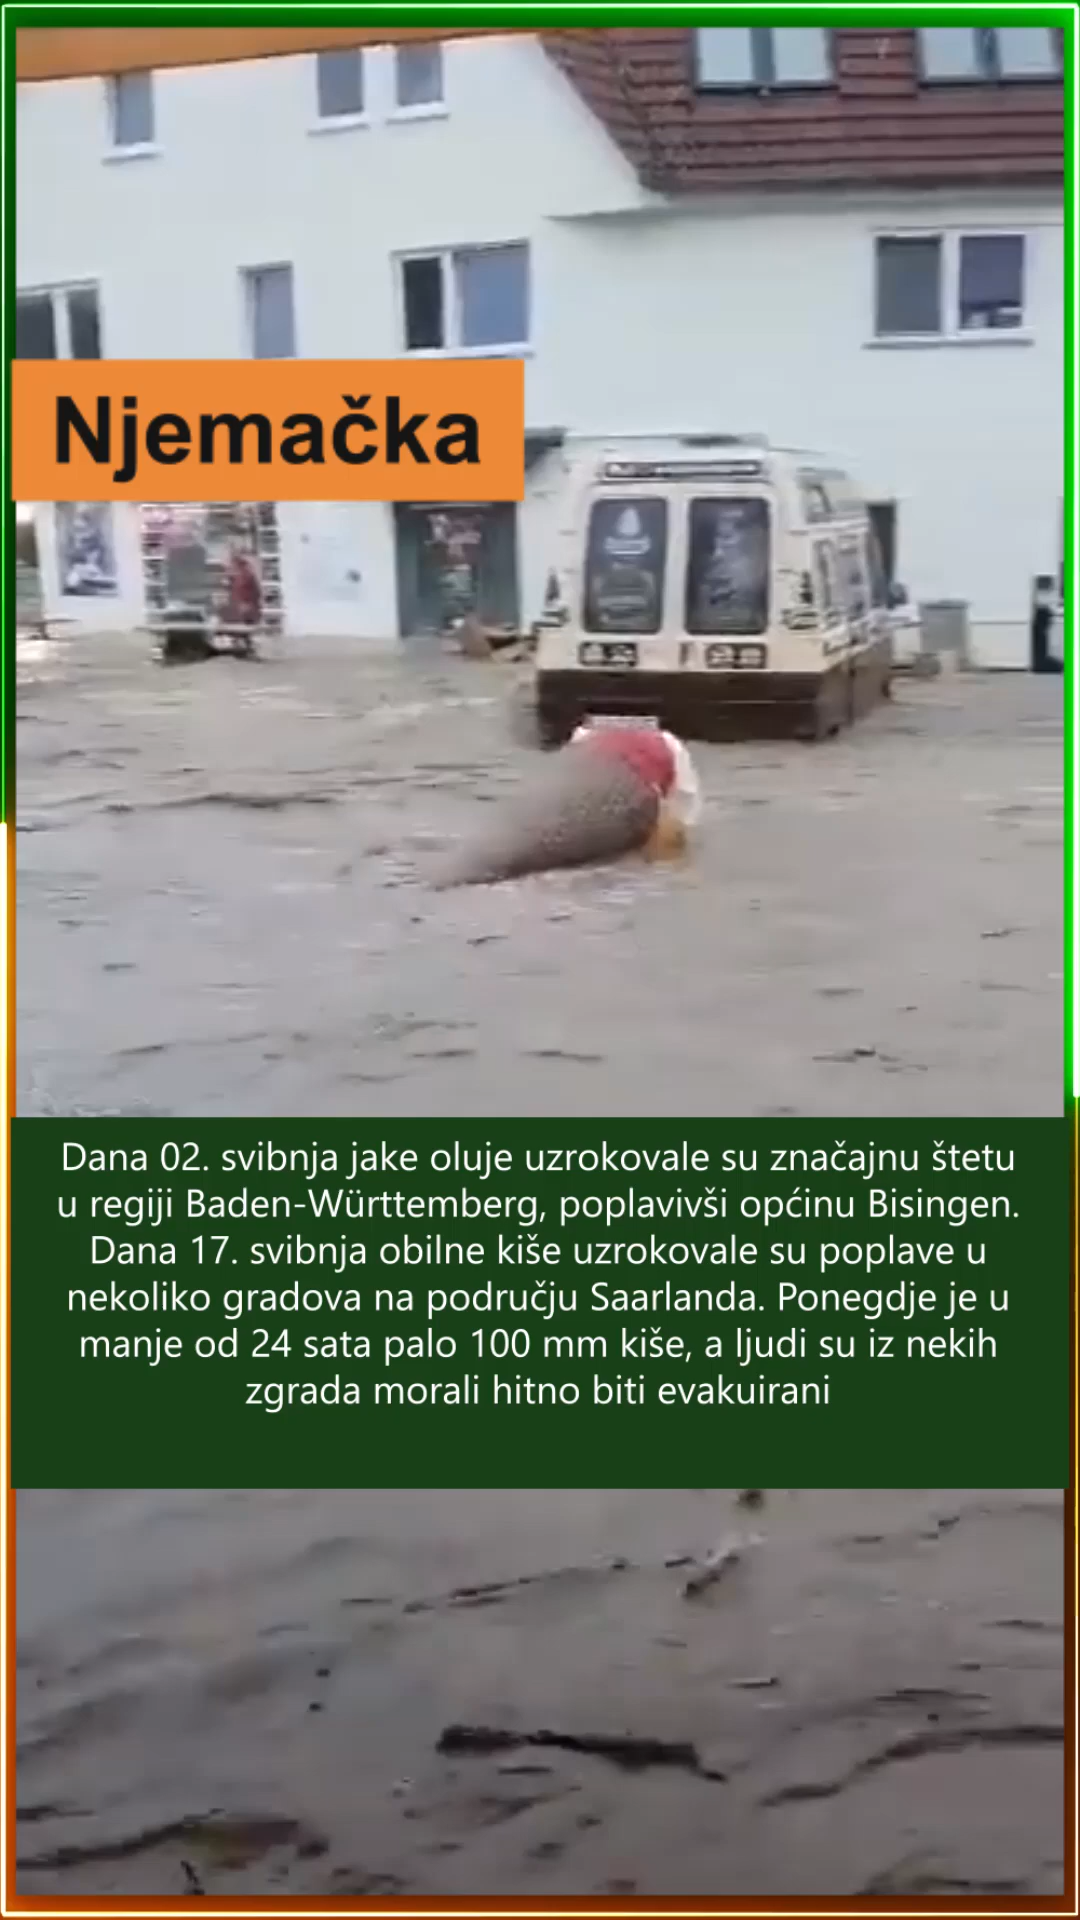 Njemačka
Dana 02. svibnja jake oluje uzrokovale su značajnu štetu
u regiji Baden-Württemberg, poplavivši općinu Bisingen.
Dana 17. svibnja obilne kiše uzrokovale su poplave u
nekoliko gradova na području Saarlanda. Ponegdje je u
manje od 24 sata palo 100 mm kiše, a ljudi su iz nekih
zgrada morali hitno biti evakuirani